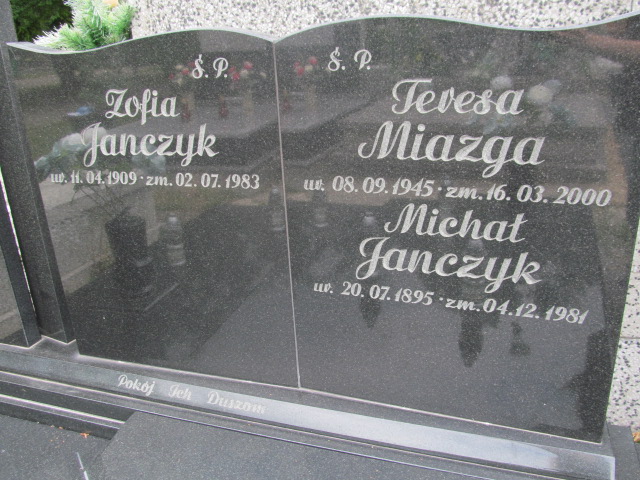 Ś. P.
Zofia
Janczyk
ur. 11.04.1909 · zm. 02.07.1983
Ś. P.
Teresa
Miazga
ur. 08.09.1945 · zm. 16.03.2000
Michał
Janczyk
ur. 20.07.1895 · zm. 04.12.1981
Pokój Ich Duszom